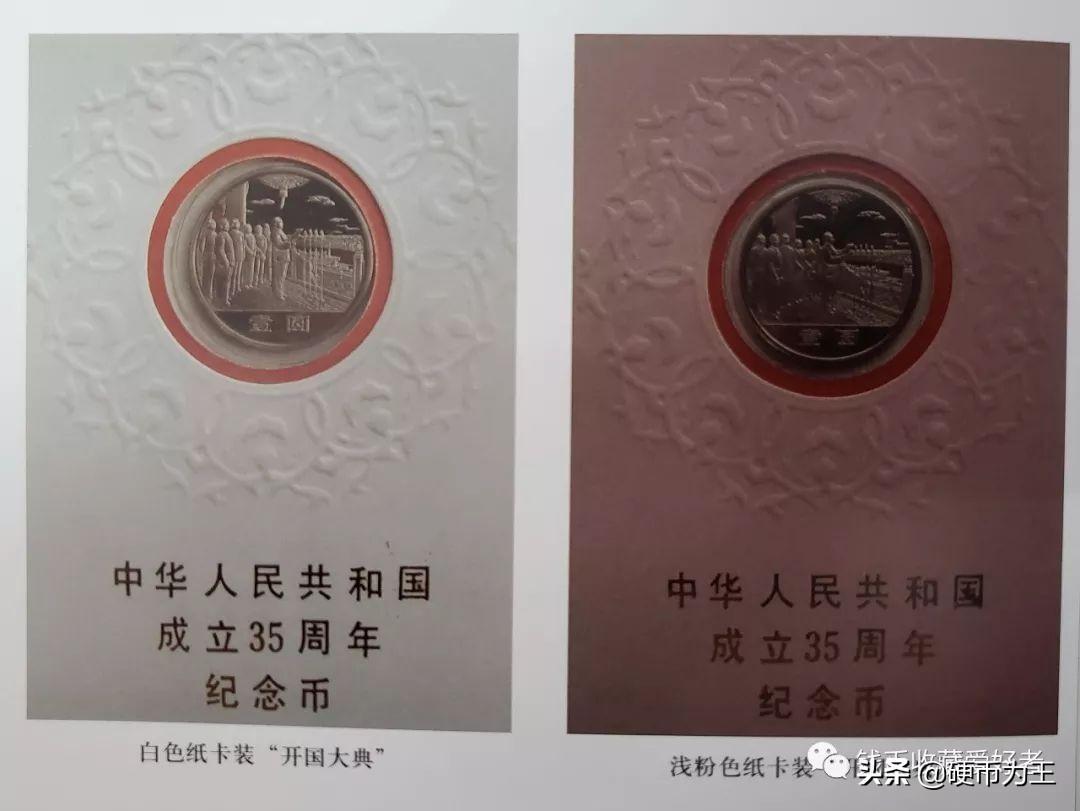 壹圆
中华人民共和国
成立35周年
纪念币
白色纸卡装“开国大典”
壹圆
中华人民共和国
成立35周年
纪念币
浅粉色纸卡装“开
钱币收藏爱好者
头条 @硬币为王